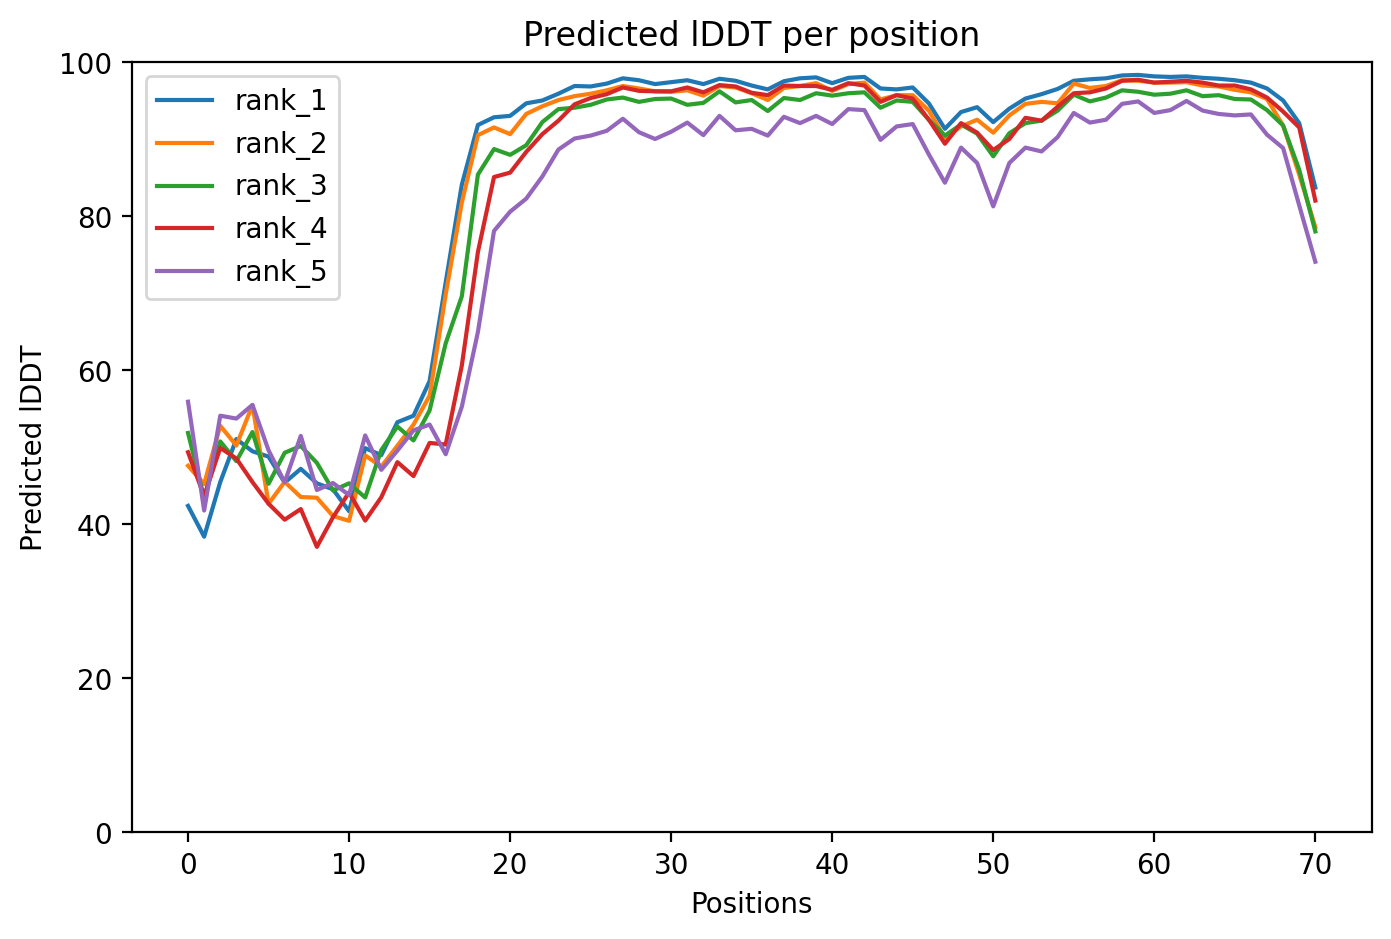 Predicted lDDT per position
100
80
60
40
20
0
Predicted lDDT
rank_1
rank_2
rank_3
rank_4
rank_5
0 10 20 30 40 50 60 70
Positions